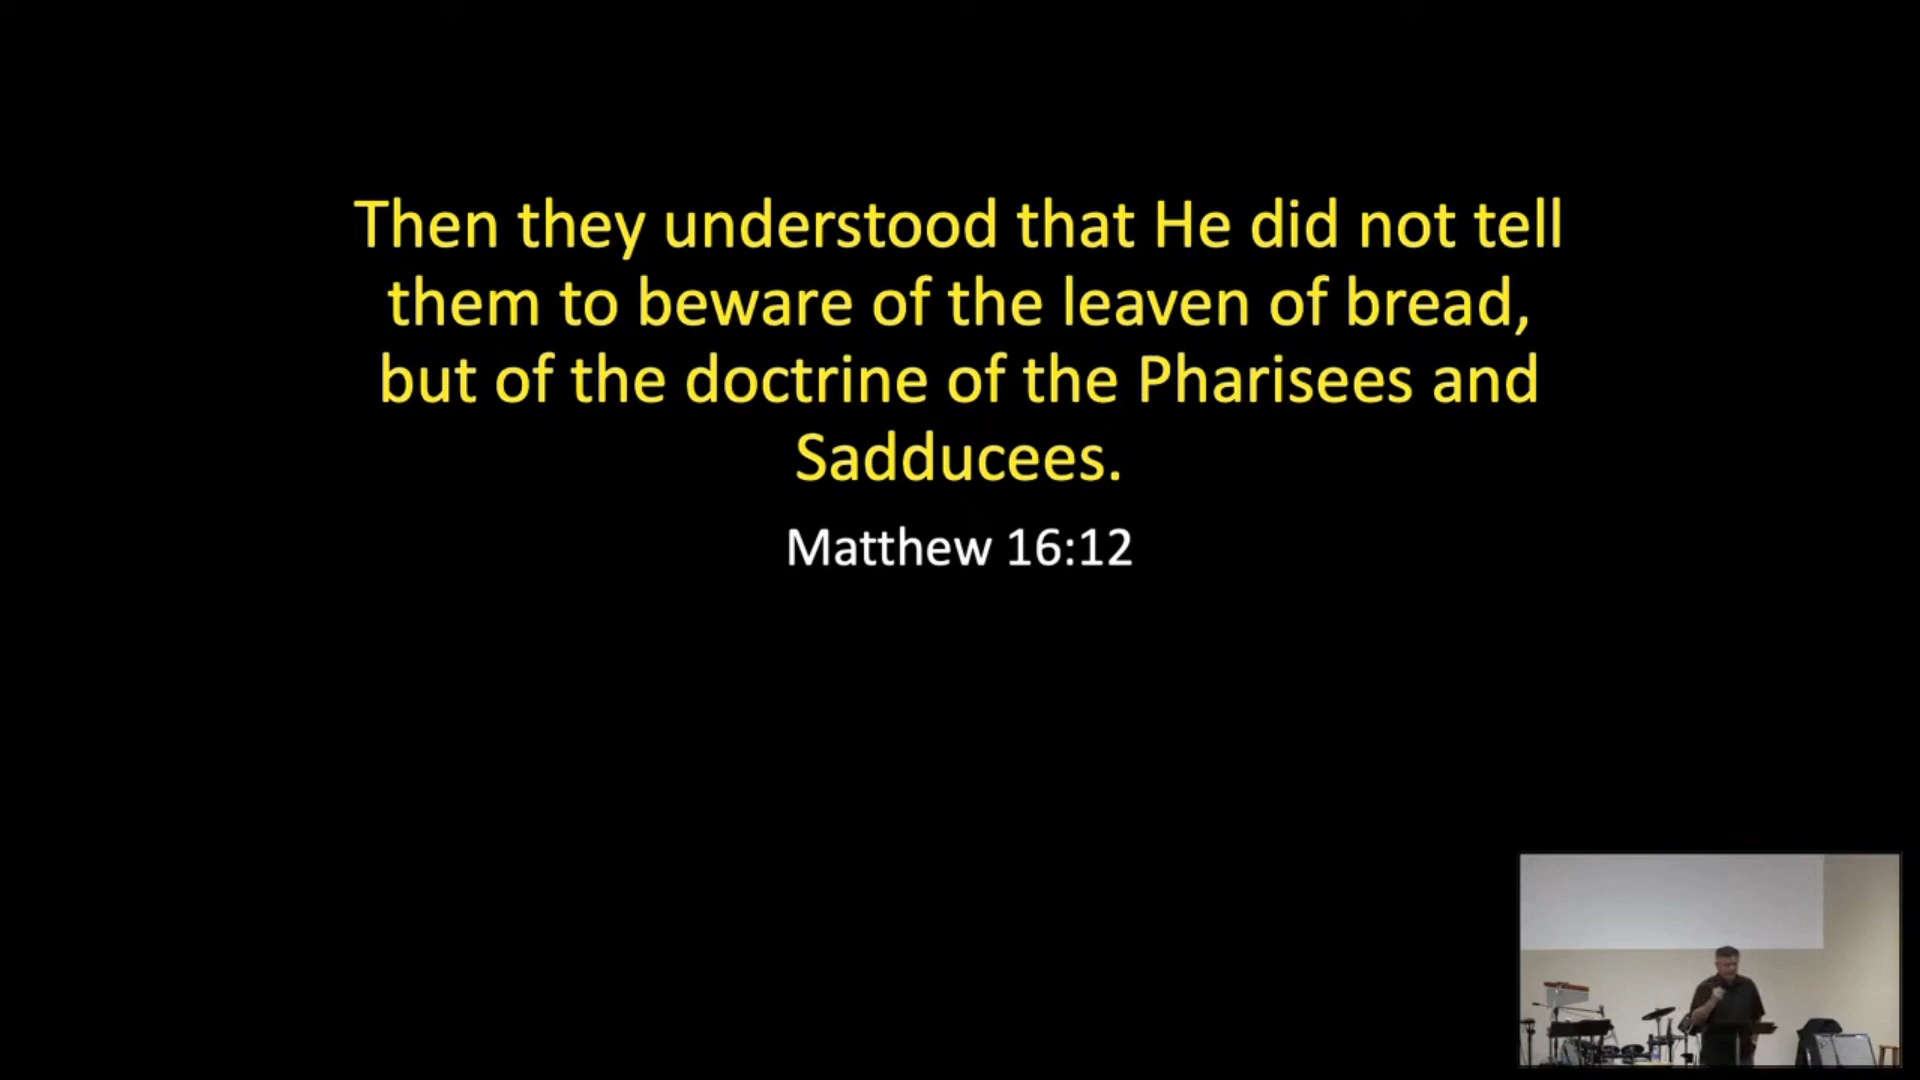 Then they understood that He did not tell
them to beware of the leaven of bread,
but of the doctrine of the Pharisees and
Sadducees.
Matthew 16:12